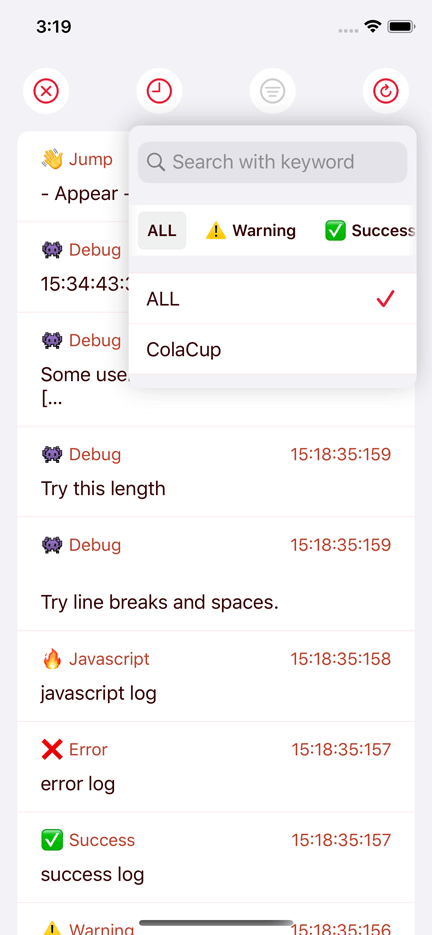 3:19
Search with keyword
ALL
Warning
Success
ALL
ColaCup
Jump
- Appear -
Debug
15:34:43:3
Debug
Some use
[...
Debug 15:18:35:159
Try this length
Debug 15:18:35:159
Try line breaks and spaces.
Javascript 15:18:35:158
javascript log
Error 15:18:35:157
error log
Success 15:18:35:157
success log
Warning 15:18:35:156